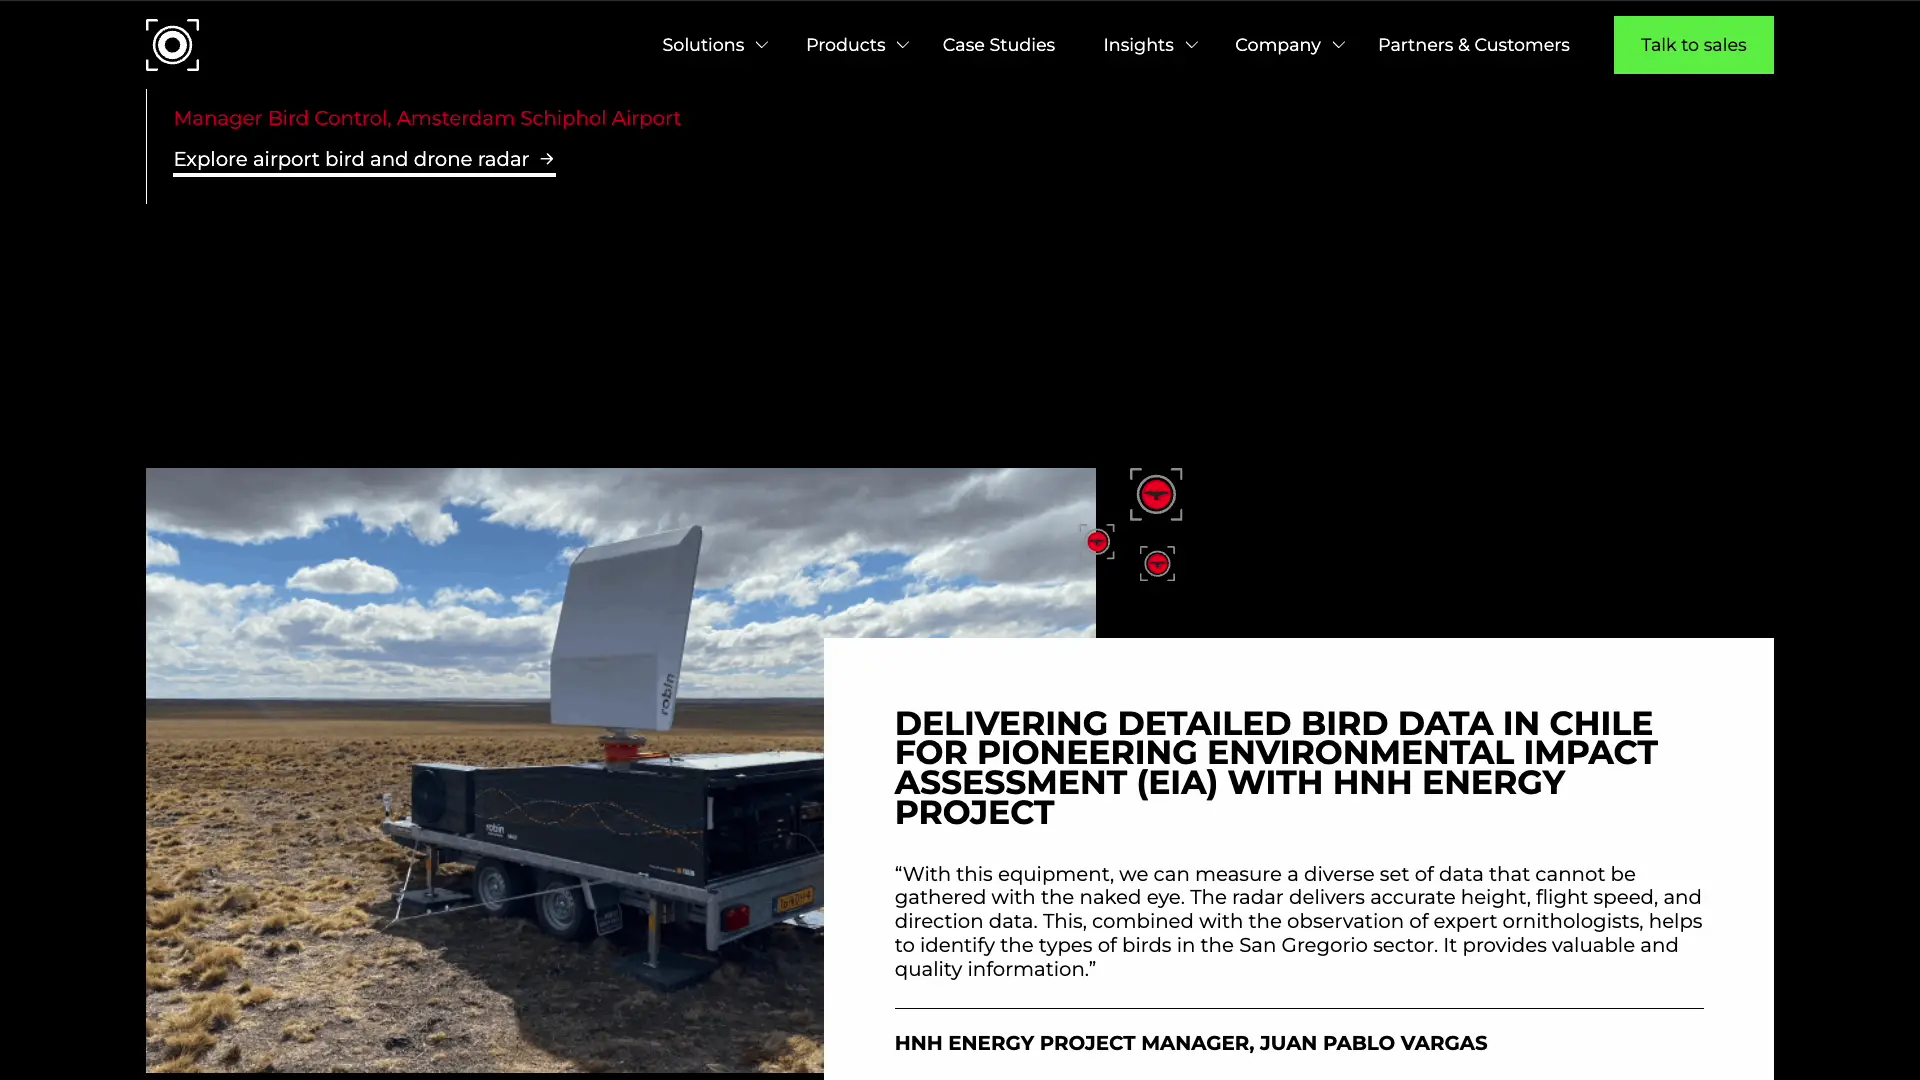 Solutions
Products
Case Studies
Insights
Company
Partners & Customers
Talk to sales
Manager Bird Control, Amsterdam Schiphol Airport
Explore airport bird and drone radar
robin
robin
DELIVERING DETAILED BIRD DATA IN CHILE
FOR PIONEERING ENVIRONMENTAL IMPACT
ASSESSMENT (EIA) WITH HNH ENERGY
PROJECT
“With this equipment, we can measure a diverse set of data that cannot be
gathered with the naked eye. The radar delivers accurate height, flight speed, and
direction data. This, combined with the observation of expert ornithologists, helps
to identify the types of birds in the San Gregorio sector. It provides valuable and
quality information.”
HNH ENERGY PROJECT MANAGER, JUAN PABLO VARGAS